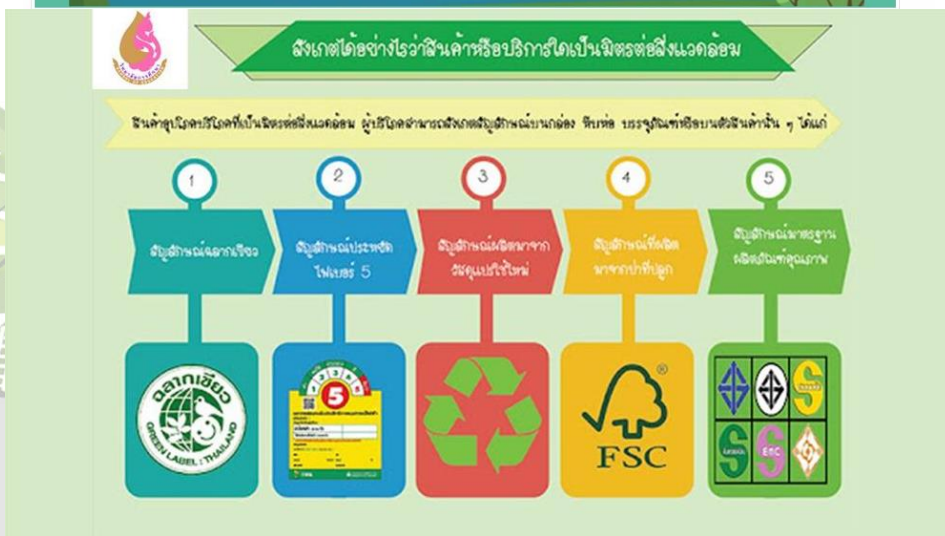 สังเกตได้อย่างไรว่าสินค้าหรือบริการใดเป็นมิตรต่อสิ่งแวดล้อม
สินค้าอุปโภคบริโภคที่เป็นมิตรต่อสิ่งแวดล้อม ผู้บริโภคสามารถสังเกตสัญลักษณ์บนกล่อง หีบห่อ บรรจุภัณฑ์หรือบนตัวสินค้านั้น ๆ ได้แก่
1
สัญลักษณ์ฉลากเขียว
2
สัญลักษณ์ประหยัด
ไฟเบอร์ 5
3
สัญลักษณ์ผลิตมาจาก
วัสดุแปรใช้ใหม่
4
สัญลักษณ์ที่ผลิต
มาจากป่าที่ปลูก
5
สัญลักษณ์มาตรฐาน
ผลิตภัณฑ์คุณภาพ
ฉลากเขียว
GREEN LABEL : THAILAND
1 2 3 4 5
5
®
FSC